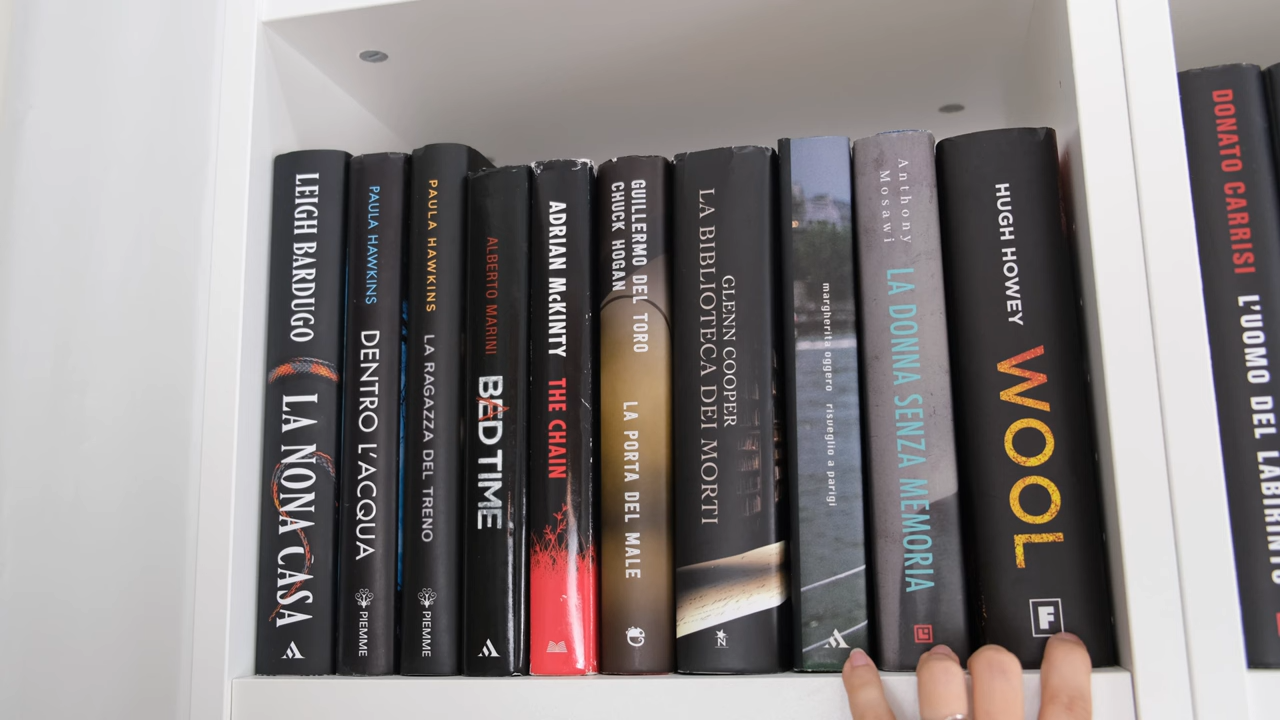 LEIGH BARDUGO
LA NONA CASA
PAULA HAWKINS
DENTRO L'ACQUA
PIEMME
PAULA HAWKINS
LA RAGAZZA DEL TRENO
PIEMME
ALBERTO MARINI
BED TIME
ADRIAN McKINTY
THE CHAIN
GUILLERMO DEL TORO
CHUCK HOGAN
LA PORTA DEL MALE
GLENN COOPER
LA BIBLIOTECA DEI MORTI
margherita oggero risveglio a parigi
Anthony
Mosawi
LA DONNA SENZA MEMORIA
HUGH HOWEY
WOOL
F
DONATO CARRISI
L'UOMO DEL LABIRINTO